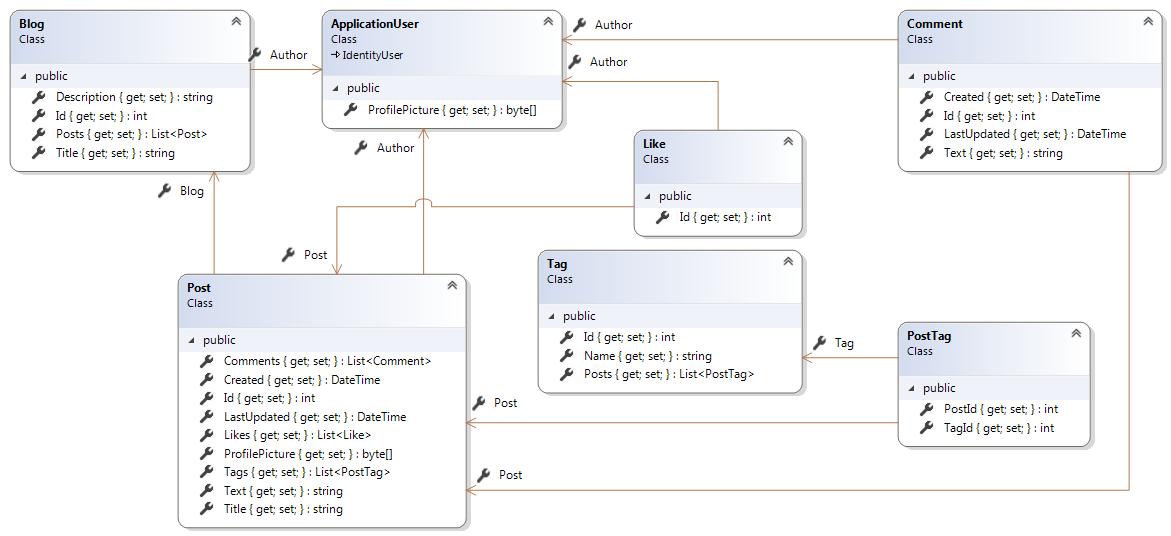 Blog
Class
public
Description { get; set; } : string
Id { get; set; } : int
Posts { get; set; } : List<Post>
Title { get; set; } : string
Author
ApplicationUser
Class
IdentityUser
public
ProfilePicture { get; set; } : byte[]
Author
Author
Comment
Class
public
Created { get; set; } : DateTime
Id { get; set; } : int
LastUpdated { get; set; } : DateTime
Text { get; set; } : string
Author
Like
Class
public
Id { get; set; } : int
Blog
Post
Post
Class
public
Comments { get; set; } : List<Comment>
Created { get; set; } : DateTime
Id { get; set; } : int
LastUpdated { get; set; } : DateTime
Likes { get; set; } : List<Like>
ProfilePicture { get; set; } : byte[]
Tags { get; set; } : List<PostTag>
Text { get; set; } : string
Title { get; set; } : string
Tag
Class
public
Id { get; set; } : int
Name { get; set; } : string
Posts { get; set; } : List<PostTag>
Tag
PostTag
Class
public
PostId { get; set; } : int
TagId { get; set; } : int
Post
Post